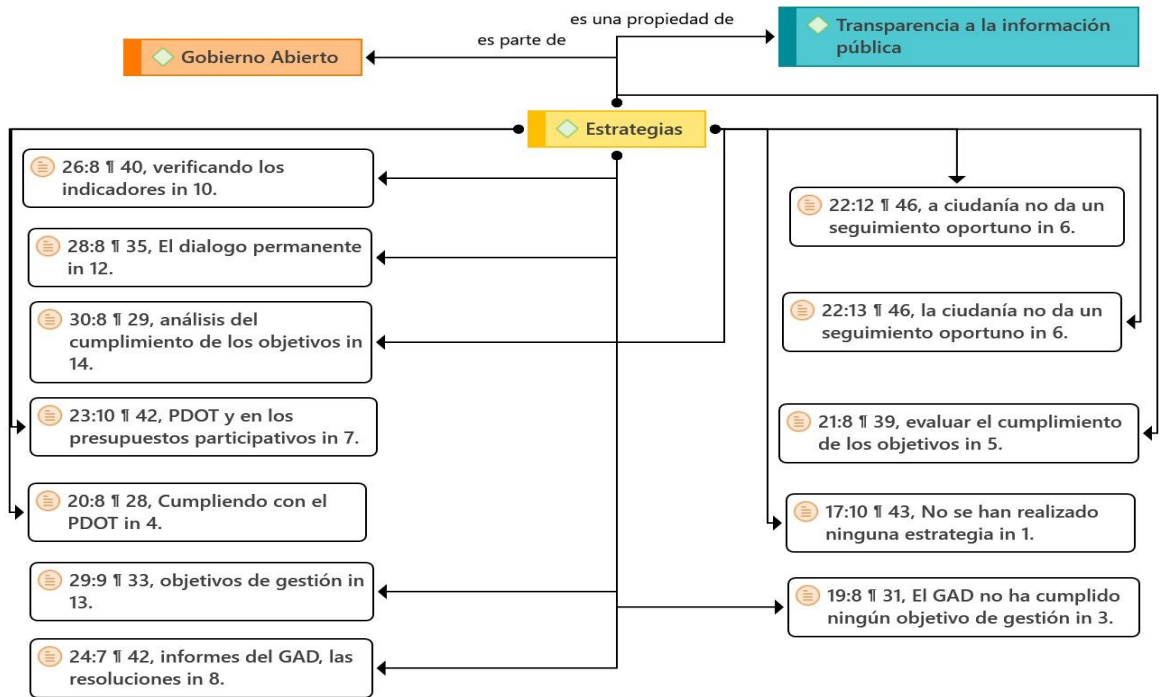 es una propiedad de
Transparencia a la información
pública
es parte de
Gobierno Abierto
Estrategias
26:8 ¶ 40, verificando los
indicadores in 10.
28:8 ¶ 35, El dialogo permanente
in 12.
30:8 ¶ 29, análisis del
cumplimiento de los objetivos in
14.
23:10 ¶ 42, PDOT y en los
presupuestos participativos in 7.
20:8 ¶ 28, Cumpliendo con el
PDOT in 4.
29:9 ¶ 33, objetivos de gestión in
13.
24:7 ¶ 42, informes del GAD, las
resoluciones in 8.
22:12 ¶ 46, a ciudanía no da un
seguimiento oportuno in 6.
22:13 ¶ 46, la ciudanía no da un
seguimiento oportuno in 6.
21:8 ¶ 39, evaluar el cumplimiento
de los objetivos in 5.
17:10 ¶ 43, No se han realizado
ninguna estrategia in 1.
19:8 ¶ 31, El GAD no ha cumplido
ningún objetivo de gestión in 3.